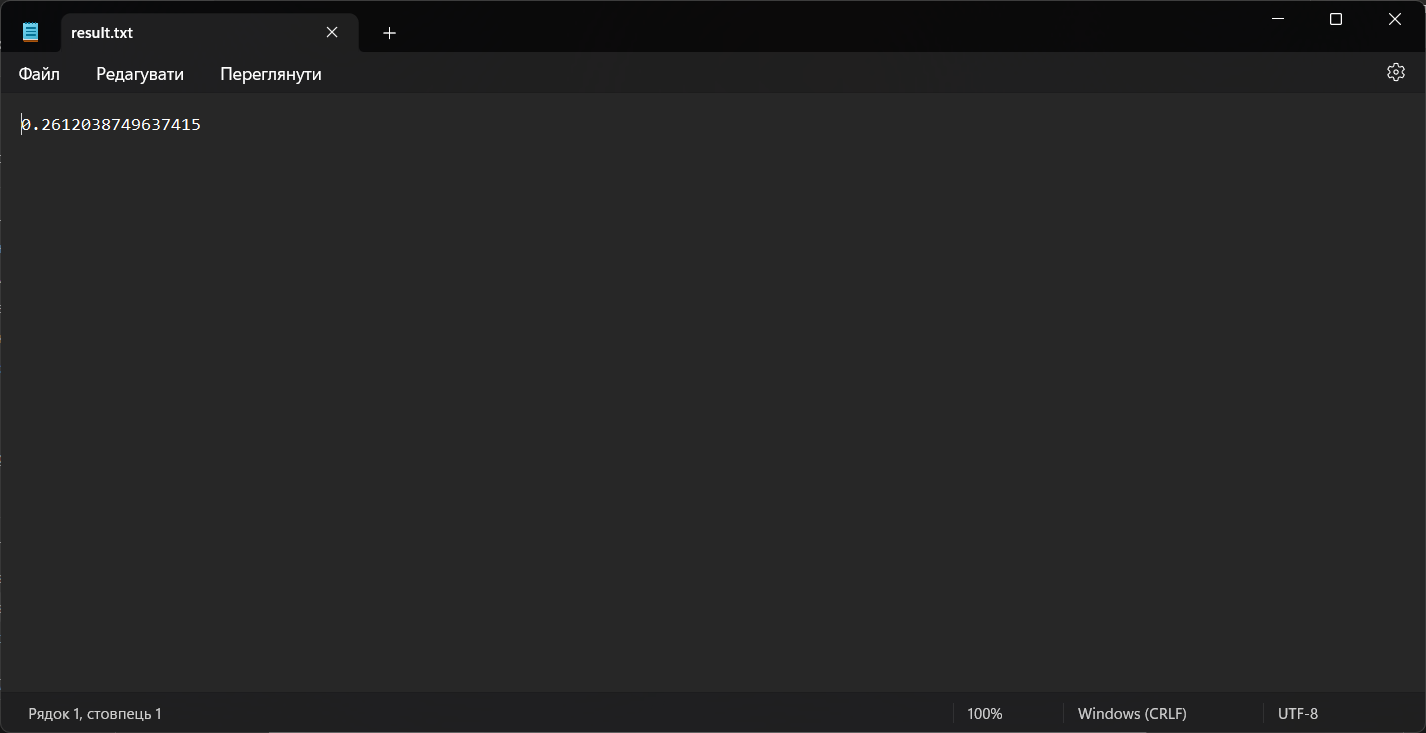 result.txt
Файл Редагувати Переглянути
0.2612038749637415
Рядок 1, стовпець 1 100% Windows (CRLF) UTF-8